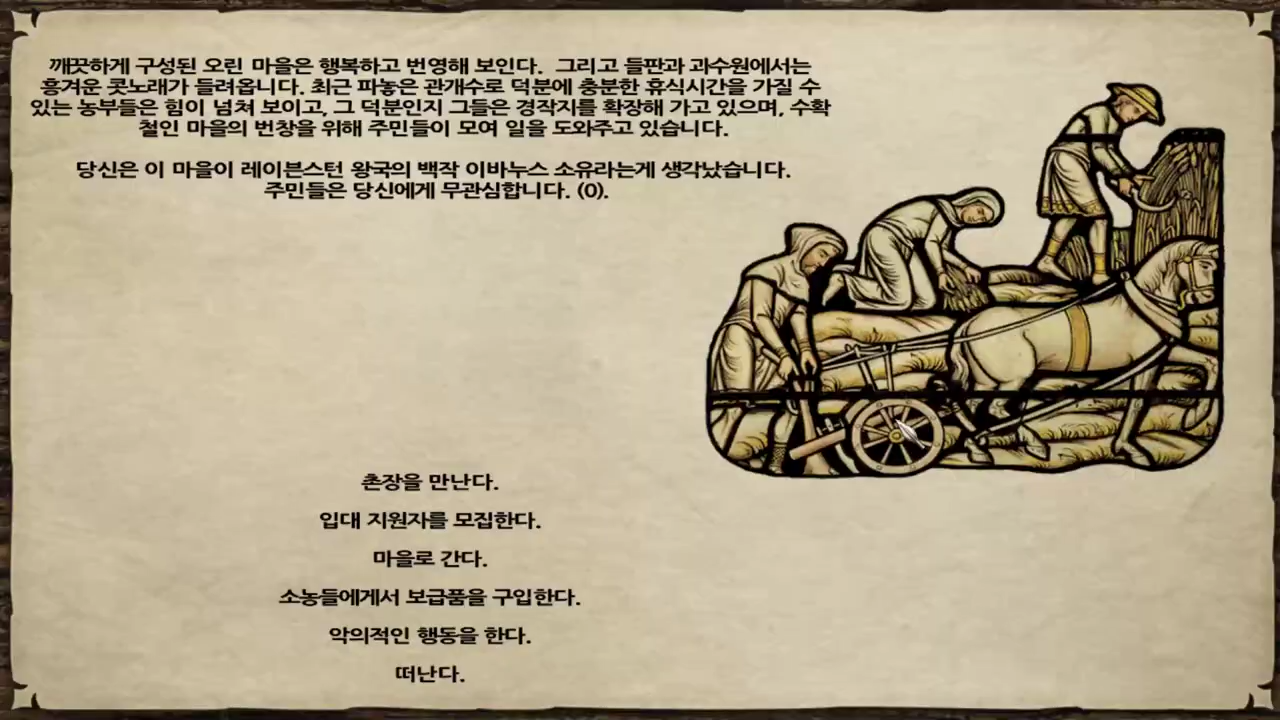 깨끗하게 구성된 오린 마을은 행복하고 번영해 보인다.  그리고 들판과 과수원에서는
흥겨운 콧노래가 들려옵니다. 최근 파놓은 관개수로 덕분에 충분한 휴식시간을 가질 수
있는 농부들은 힘이 넘쳐 보이고, 그 덕분인지 그들은 경작지를 확장해 가고 있으며, 수확
철인 마을의 번창을 위해 주민들이 모여 일을 도와주고 있습니다.
당신은 이 마을이 레이븐스턴 왕국의 백작 이바누스 소유라는게 생각났습니다.
주민들은 당신에게 무관심합니다. (0).
촌장을 만난다.
입대 지원자를 모집한다.
마을로 간다.
소농들에게서 보급품을 구입한다.
악의적인 행동을 한다.
떠난다.